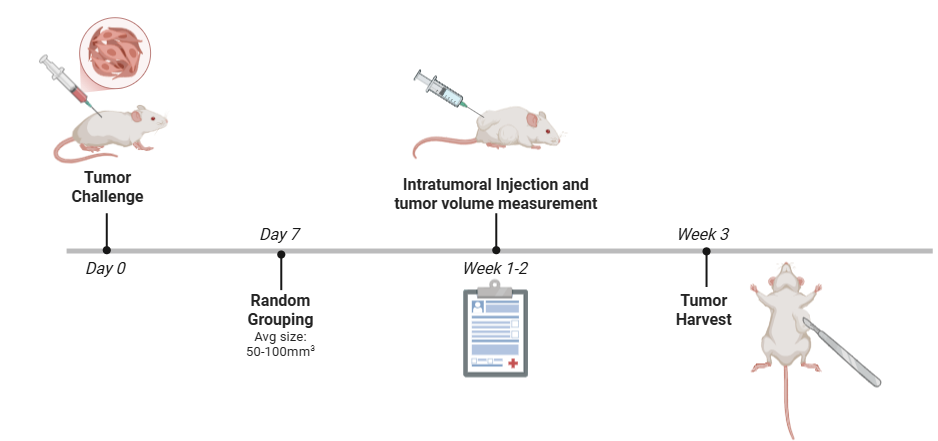 Tumor
Challenge
Day 0
Day 7
Random
Grouping
Avg size:
50-100mm³
Intratumoral Injection and
tumor volume measurement
Week 1-2
Week 3
Tumor
Harvest